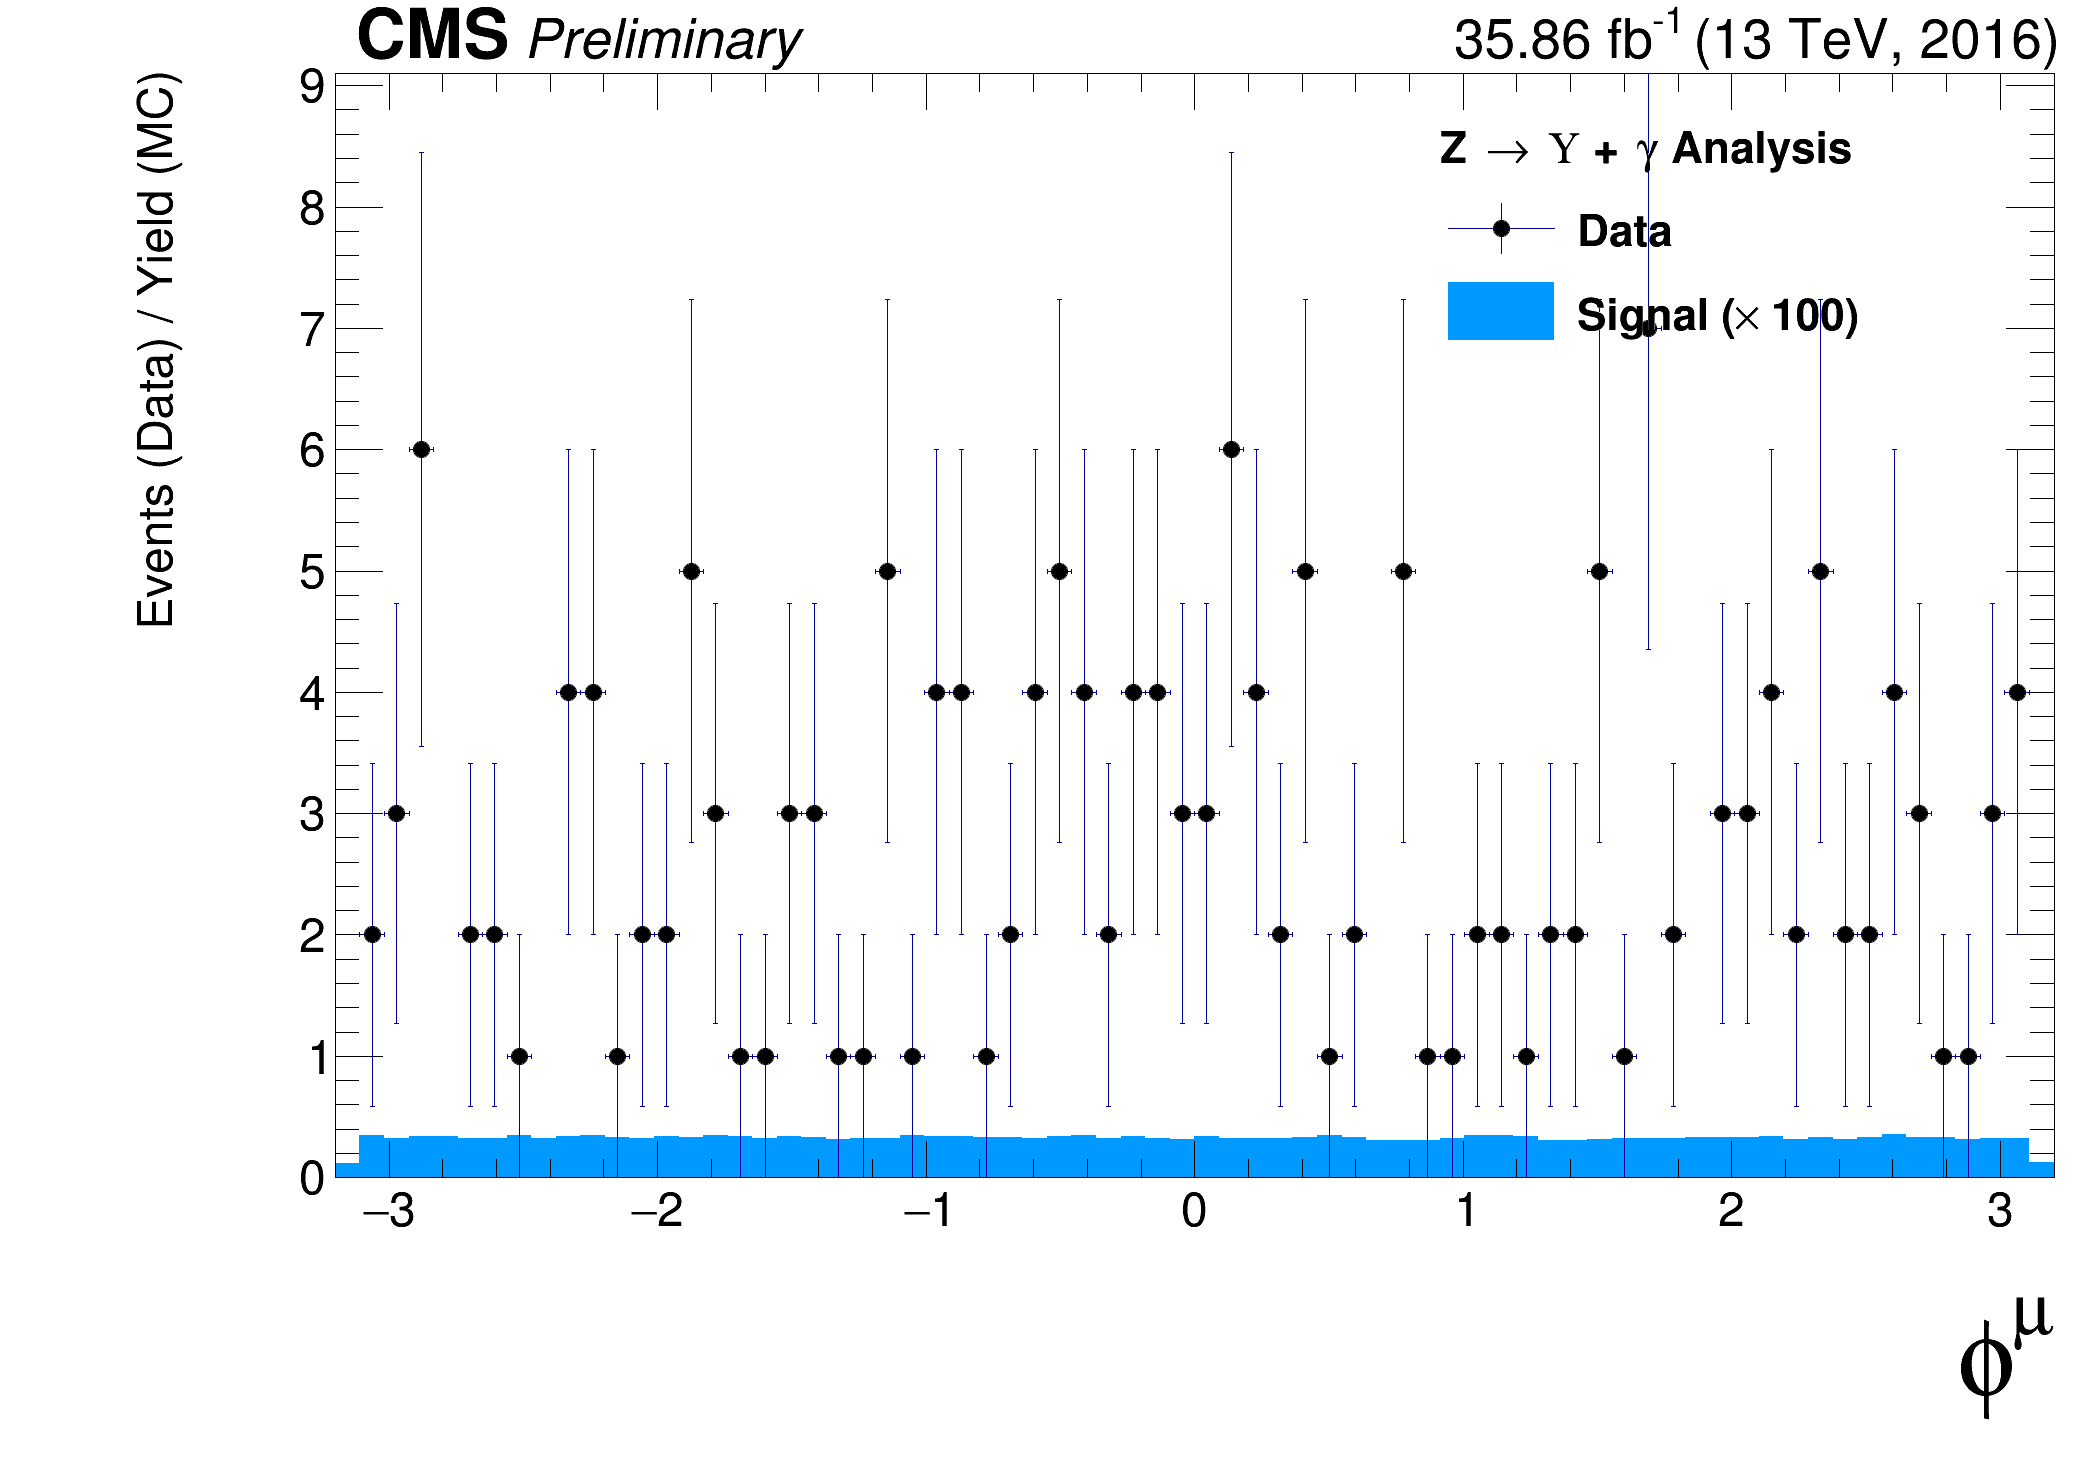 CMS Preliminary 35.86 fb⁻¹ (13 TeV, 2016)
Events (Data) / Yield (MC)
Z → ϒ + γ Analysis
Data
Signal (× 100)
9
8
7
6
5
4
3
2
1
0
−3 −2 −1 0 1 2 3
ϕ^μ